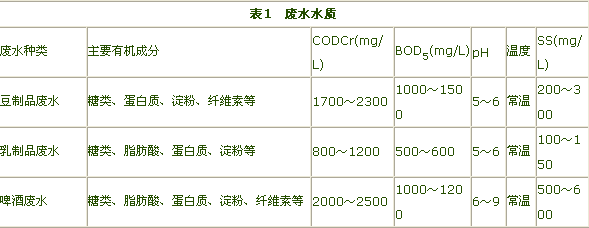 表1 废水水质
废水种类 主要有机成分 CODCr(mg/L) BOD5(mg/L) pH 温度 SS(mg/L)
豆制品废水 糖类、蛋白质、淀粉、纤维素等 1700～2300 1000～1500 5～6 常温 200～300
乳制品废水 糖类、脂肪酸、蛋白质、淀粉等 800～1200 500～600 5～6 常温 100～150
啤酒废水 糖类、脂肪酸、蛋白质、淀粉、纤维素等 2000～2500 1000～1200 6～9 常温 500～600